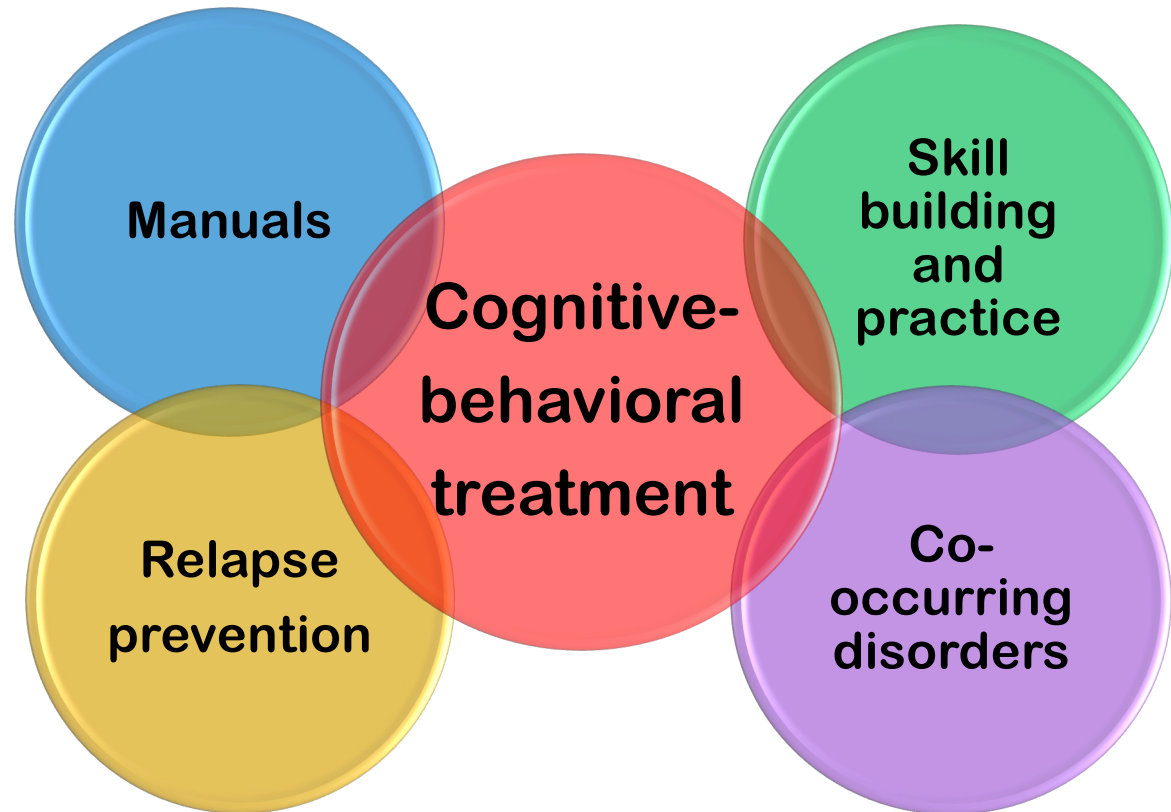 Manuals
Skill
building
and
practice
Cognitive-
behavioral
treatment
Relapse
prevention
Co-
occurring
disorders